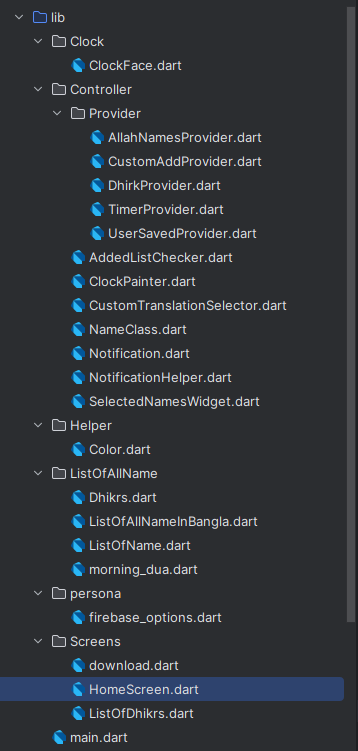 lib
Clock
ClockFace.dart
Controller
Provider
AllahNamesProvider.dart
CustomAddProvider.dart
DhirkProvider.dart
TimerProvider.dart
UserSavedProvider.dart
AddedListChecker.dart
ClockPainter.dart
CustomTranslationSelector.dart
NameClass.dart
Notification.dart
NotificationHelper.dart
SelectedNamesWidget.dart
Helper
Color.dart
ListOfAllName
Dhikrs.dart
ListOfAllNameInBangla.dart
ListOfName.dart
morning_dua.dart
persona
firebase_options.dart
Screens
download.dart
HomeScreen.dart
ListOfDhikrs.dart
main.dart